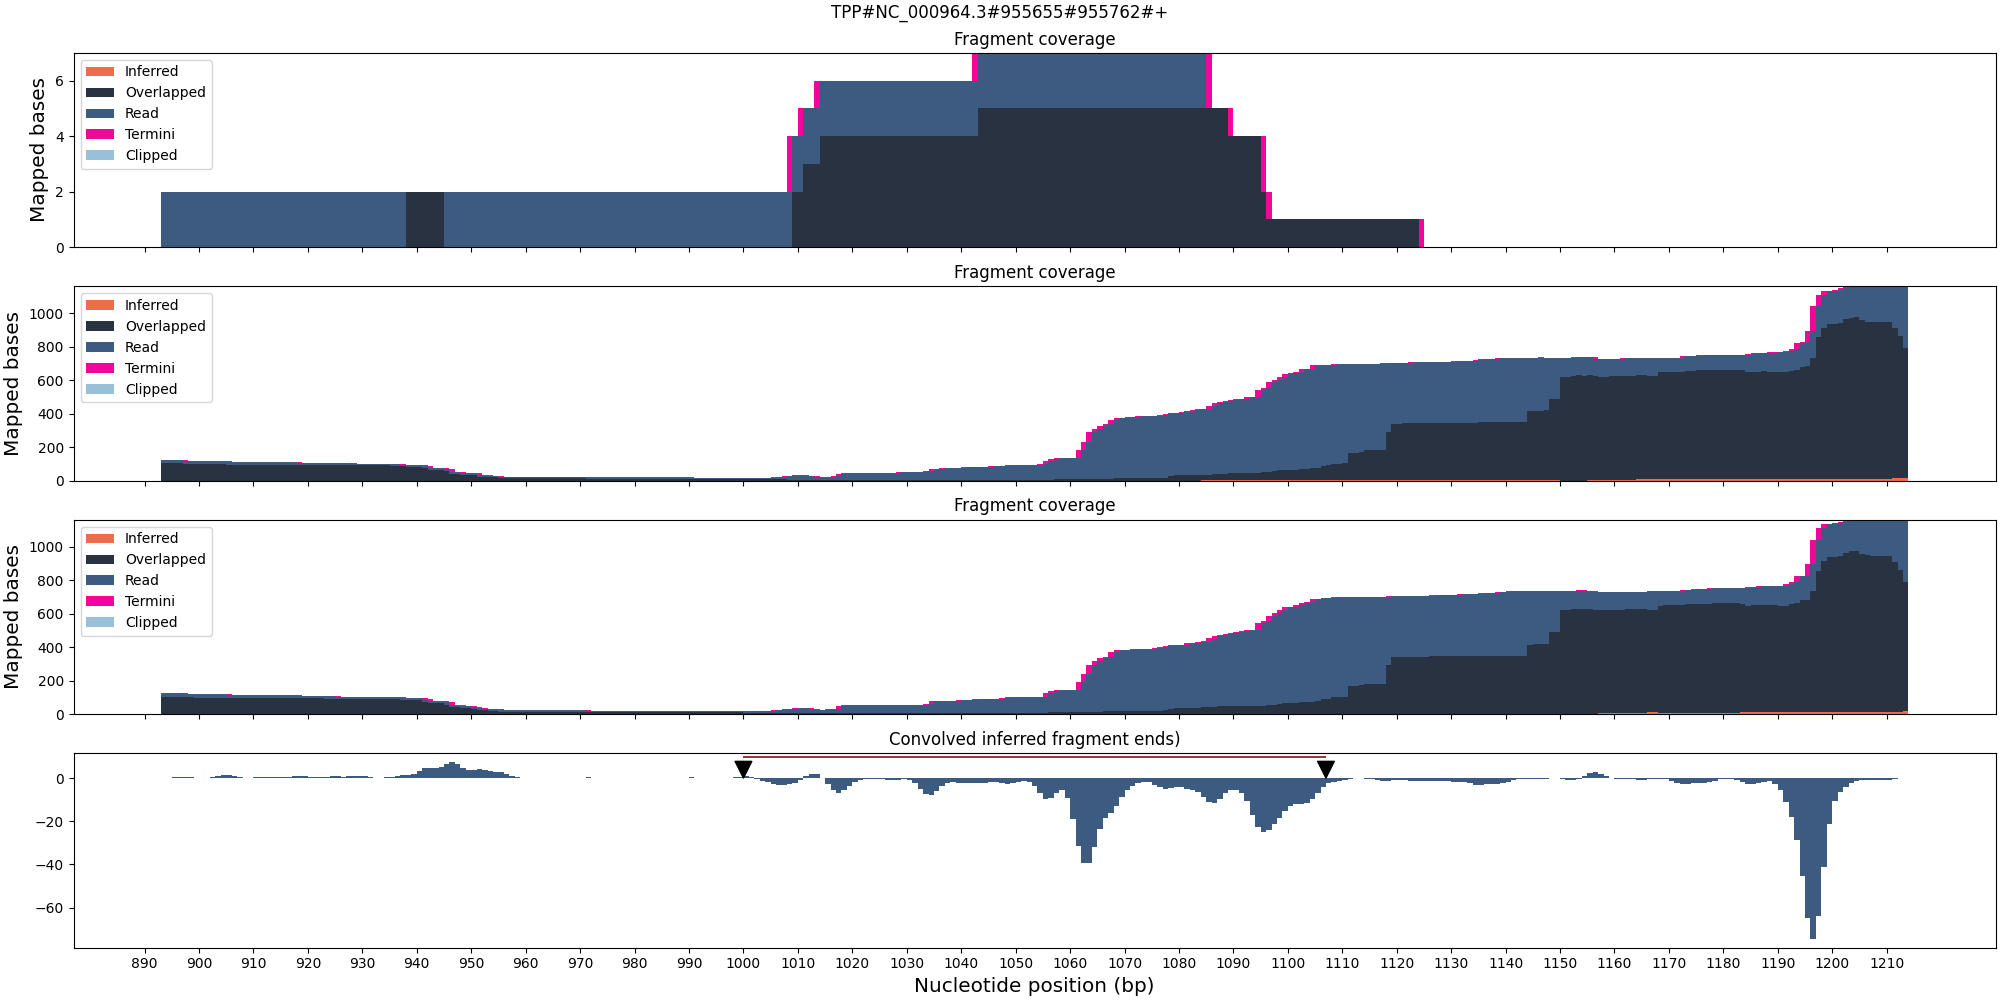 TPP#NC_000964.3#955655#955762#+
Fragment coverage
Mapped bases
6
4
2
0
Inferred
Overlapped
Read
Termini
Clipped
Fragment coverage
Mapped bases
1000
800
600
400
200
0
Inferred
Overlapped
Read
Termini
Clipped
Fragment coverage
Mapped bases
1000
800
600
400
200
0
Inferred
Overlapped
Read
Termini
Clipped
Convolved inferred fragment ends)
0
−20
−40
−60
890 900 910 920 930 940 950 960 970 980 990 1000 1010 1020 1030 1040 1050 1060 1070 1080 1090 1100 1110 1120 1130 1140 1150 1160 1170 1180 1190 1200 1210
Nucleotide position (bp)